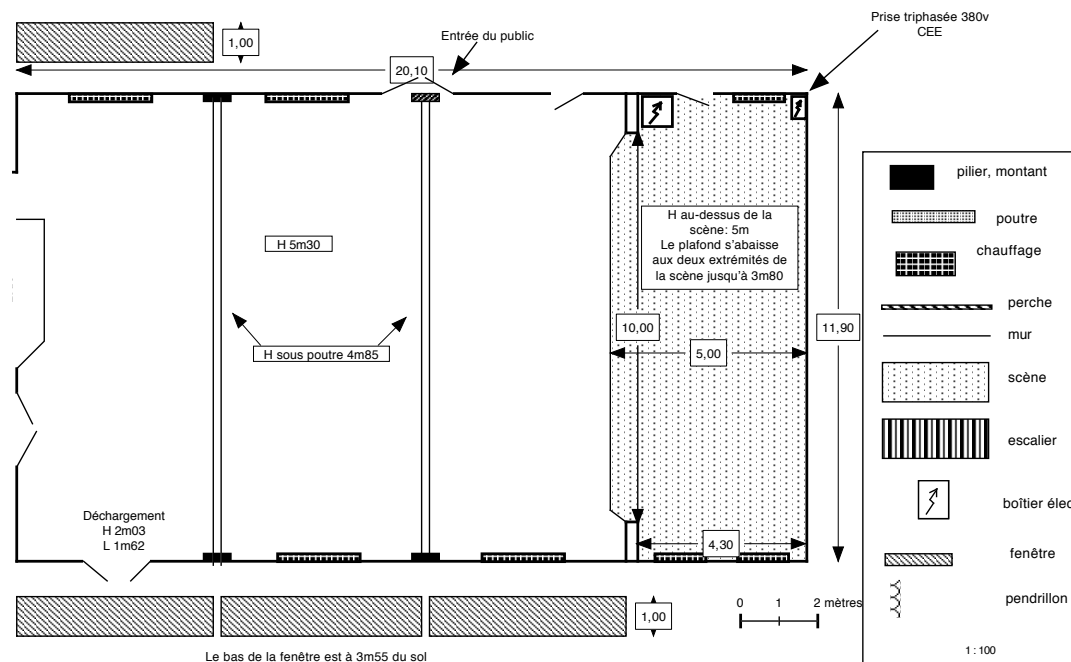 Prise triphasée 380v
CEE
Entrée du public
1,00
20,10
pilier, montant
poutre
chauffage
perche
mur
scène
escalier
boîtier élec
fenêtre
pendrillon
1 : 100
H au-dessus de la
scène: 5m
Le plafond s'abaisse
aux deux extrémités de
la scène jusqu'à 3m80
H 5m30
10,00
11,90
H sous poutre 4m85
5,00
Déchargement
H 2m03
L 1m62
4,30
1,00
0 1 2 mètres
Le bas de la fenêtre est à 3m55 du sol